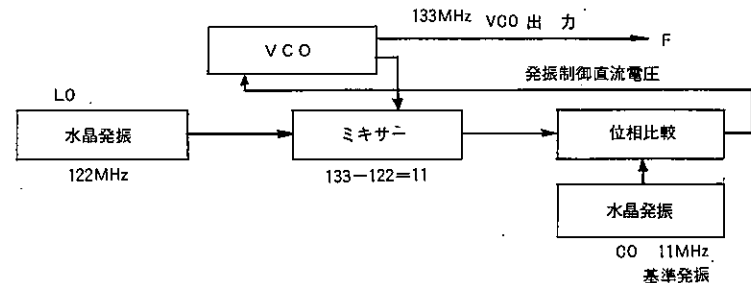 133MHz VCO 出 力
VCO
F
発振制御直流電圧
LO
水晶発振
ミキサー
位相比較
122MHz
133−122=11
水晶発振
CO 11MHz
基準発振